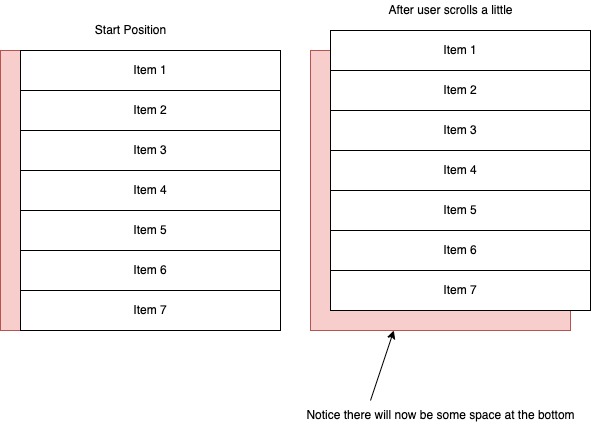 Start Position
Item 1
Item 2
Item 3
Item 4
Item 5
Item 6
Item 7
After user scrolls a little
Item 1
Item 2
Item 3
Item 4
Item 5
Item 6
Item 7
Notice there will now be some space at the bottom